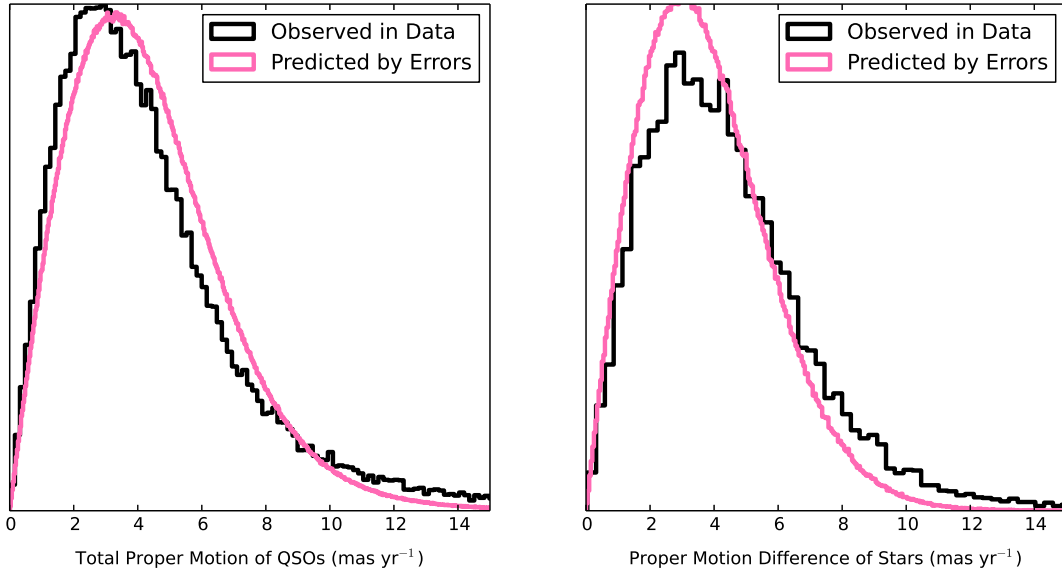 Observed in Data
Predicted by Errors
0 2 4 6 8 10 12 14
Total Proper Motion of QSOs (mas yr⁻¹)
Observed in Data
Predicted by Errors
0 2 4 6 8 10 12 14
Proper Motion Difference of Stars (mas yr⁻¹)